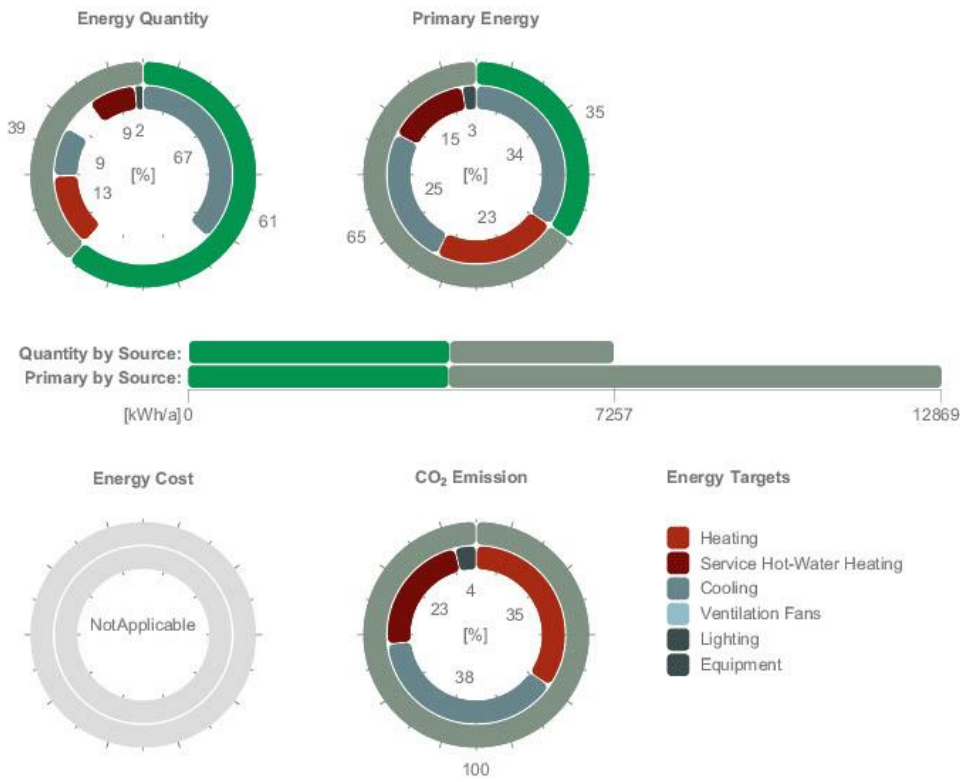 Energy Quantity
Primary Energy
39
9 2
67
9
[%]
13
61
35
15 3
34
25
[%]
23
65
Quantity by Source:
Primary by Source:
[kWh/a] 0
7257
12869
Energy Cost
CO₂ Emission
Energy Targets
NotApplicable
4
23
35
[%]
38
100
Heating
Service Hot-Water Heating
Cooling
Ventilation Fans
Lighting
Equipment